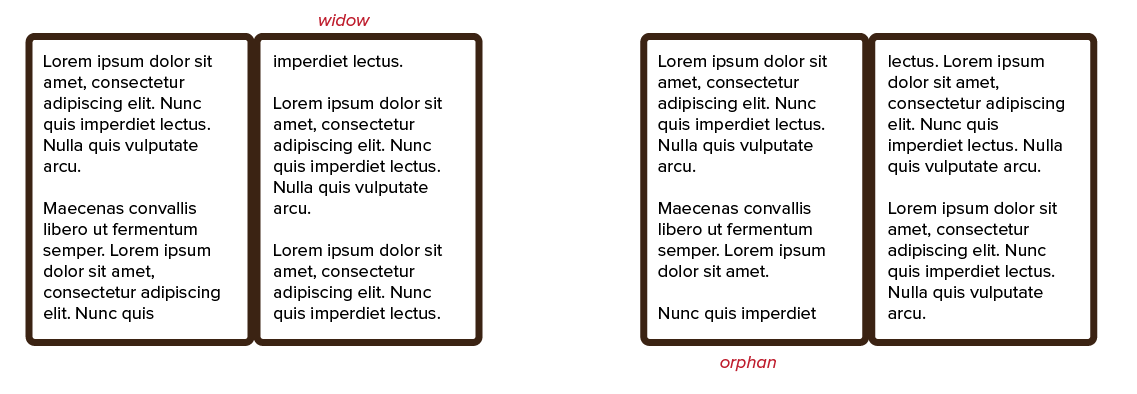 widow
Lorem ipsum dolor sit
amet, consectetur
adipiscing elit. Nunc
quis imperdiet lectus.
Nulla quis vulputate
arcu.
Maecenas convallis
libero ut fermentum
semper. Lorem ipsum
dolor sit amet,
consectetur adipiscing
elit. Nunc quis
imperdiet lectus.
Lorem ipsum dolor sit
amet, consectetur
adipiscing elit. Nunc
quis imperdiet lectus.
Nulla quis vulputate
arcu.
Lorem ipsum dolor sit
amet, consectetur
adipiscing elit. Nunc
quis imperdiet lectus.
Lorem ipsum dolor sit
amet, consectetur
adipiscing elit. Nunc
quis imperdiet lectus.
Nulla quis vulputate
arcu.
Maecenas convallis
libero ut fermentum
semper. Lorem ipsum
dolor sit amet.
Nunc quis imperdiet
lectus. Lorem ipsum
dolor sit amet,
consectetur adipiscing
elit. Nunc quis
imperdiet lectus. Nulla
quis vulputate arcu.
Lorem ipsum dolor sit
amet, consectetur
adipiscing elit. Nunc
quis imperdiet lectus.
Nulla quis vulputate
arcu.
orphan